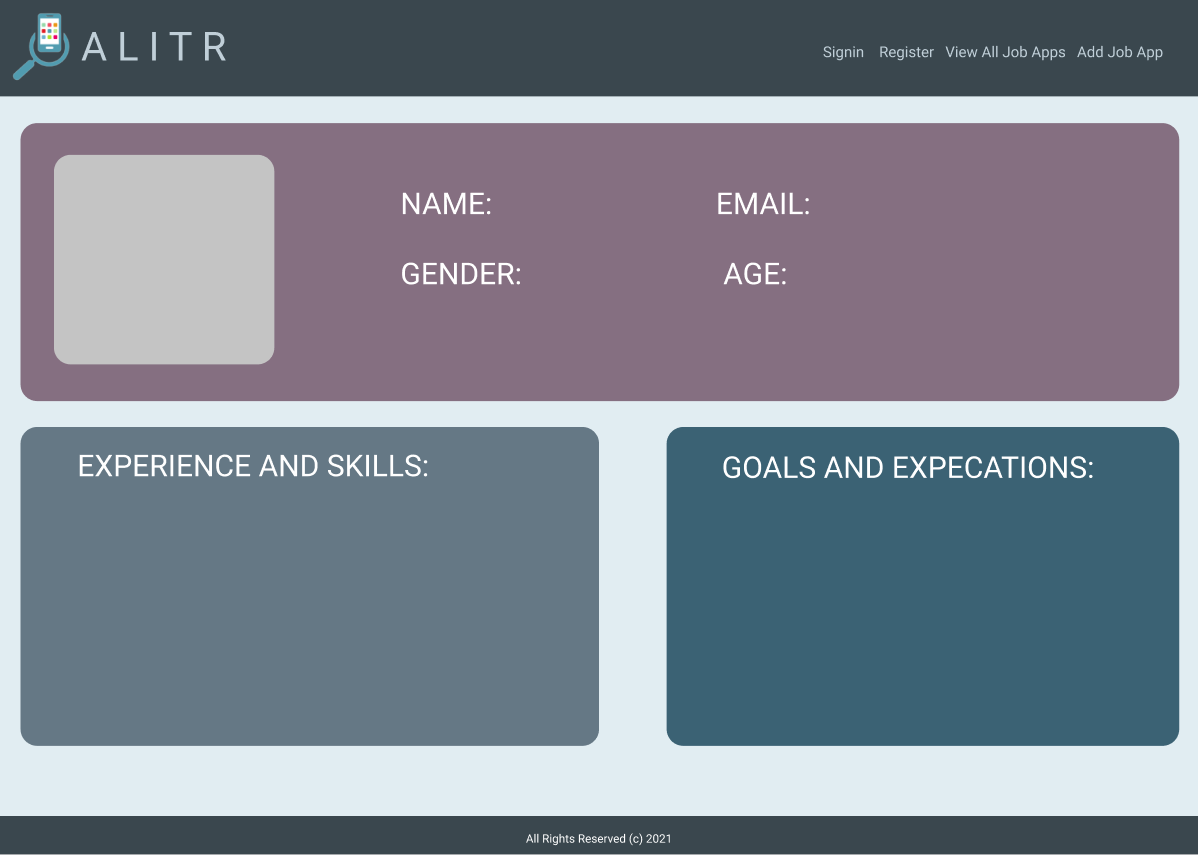 ALITR
Signin Register View All Job Apps Add Job App
NAME: EMAIL:
GENDER: AGE:
EXPERIENCE AND SKILLS:
GOALS AND EXPECATIONS:
All Rights Reserved (c) 2021